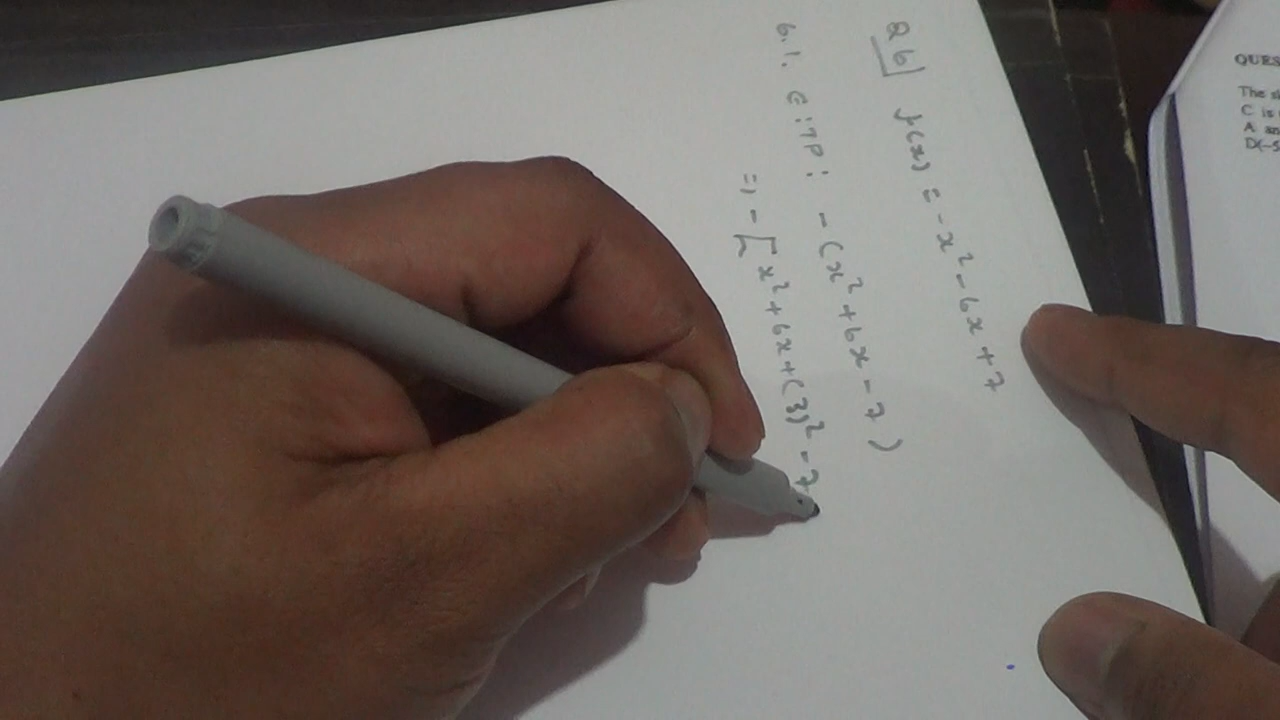 Q6 f(x) = -x² - 6x + 7
6.1. E:TP: - (x² + 6x - 7)
=> - [x² + 6x + (3)² - 7
QUES
The
C is
A an
D(-5